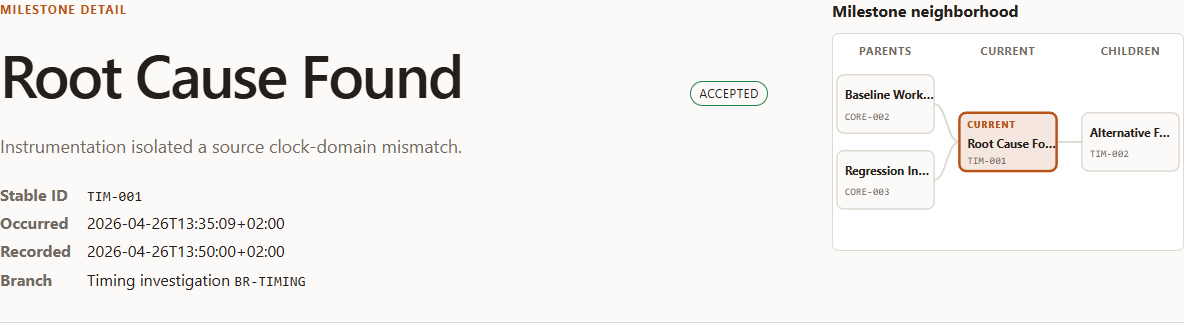 MILESTONE DETAIL
Root Cause Found
ACCEPTED
Instrumentation isolated a source clock-domain mismatch.
Stable ID TIM-001
Occurred 2026-04-26T13:35:09+02:00
Recorded 2026-04-26T13:50:00+02:00
Branch Timing investigation BR-TIMING
Milestone neighborhood
PARENTS CURRENT CHILDREN
Baseline Work...
CORE-002
Regression In...
CORE-003
CURRENT
Root Cause Fo...
TIM-001
Alternative F...
TIM-002